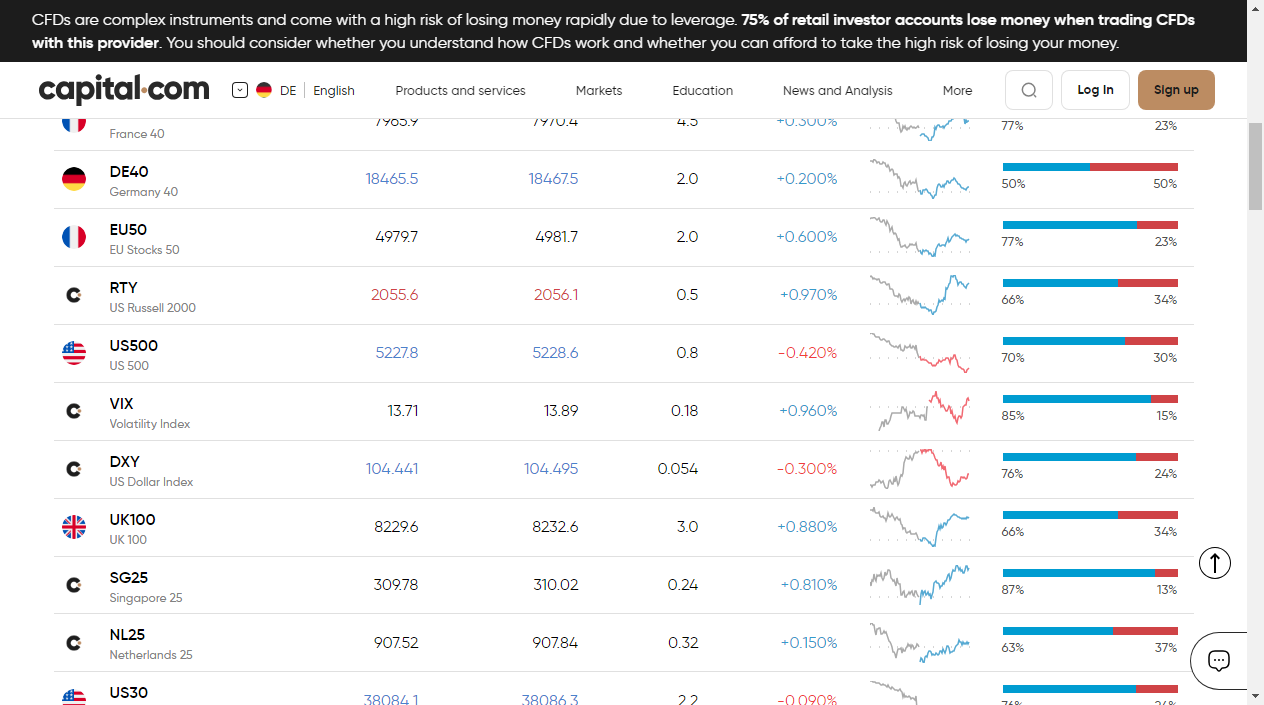 CFDs are complex instruments and come with a high risk of losing money rapidly due to leverage. 75% of retail investor accounts lose money when trading CFDs
with this provider. You should consider whether you understand how CFDs work and whether you can afford to take the high risk of losing your money.
capital.com DE English Products and services Markets Education News and Analysis More Log In Sign up
7965.9 7970.4 4.5 +0.300%
France 40 77% 23%
DE40 18465.5 18467.5 2.0 +0.200%
Germany 40 50% 50%
EU50 4979.7 4981.7 2.0 +0.600%
EU Stocks 50 77% 23%
RTY 2055.6 2056.1 0.5 +0.970%
US Russell 2000 66% 34%
US500 5227.8 5228.6 0.8 -0.420%
US 500 70% 30%
VIX 13.71 13.89 0.18 +0.960%
Volatility Index 85% 15%
DXY 104.441 104.495 0.054 -0.300%
US Dollar Index 76% 24%
UK100 8229.6 8232.6 3.0 +0.880%
UK 100 66% 34%
SG25 309.78 310.02 0.24 +0.810%
Singapore 25 87% 13%
NL25 907.52 907.84 0.32 +0.150%
Netherlands 25 63% 37%
US30 38084.1 38086.3 2.2 -0.090%
76% 24%